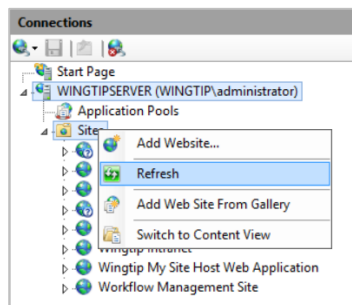 Connections
Start Page
WINGTIPSERVER (WINGTIP\administrator)
Application Pools
Sites
Add Website...
Refresh
Add Web Site From Gallery
Switch to Content View
Wingtip Intranet
Wingtip My Site Host Web Application
Workflow Management Site